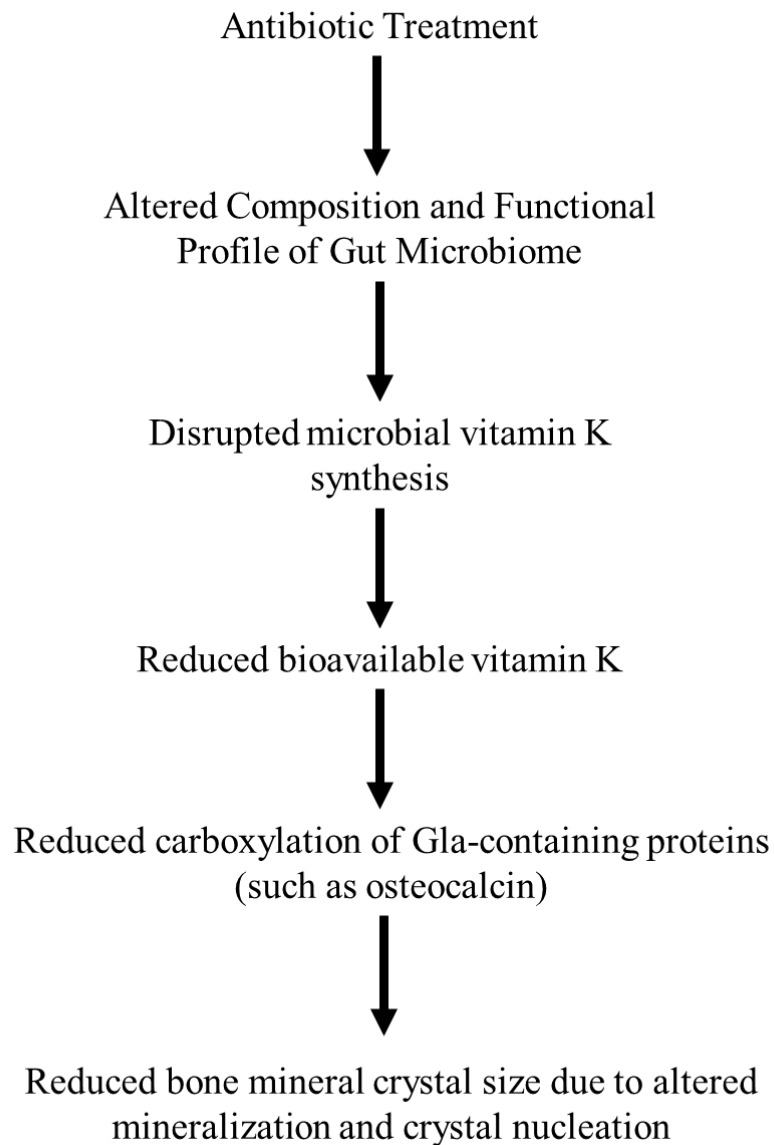 Antibiotic Treatment
Altered Composition and Functional
Profile of Gut Microbiome
Disrupted microbial vitamin K
synthesis
Reduced bioavailable vitamin K
Reduced carboxylation of Gla-containing proteins
(such as osteocalcin)
Reduced bone mineral crystal size due to altered
mineralization and crystal nucleation